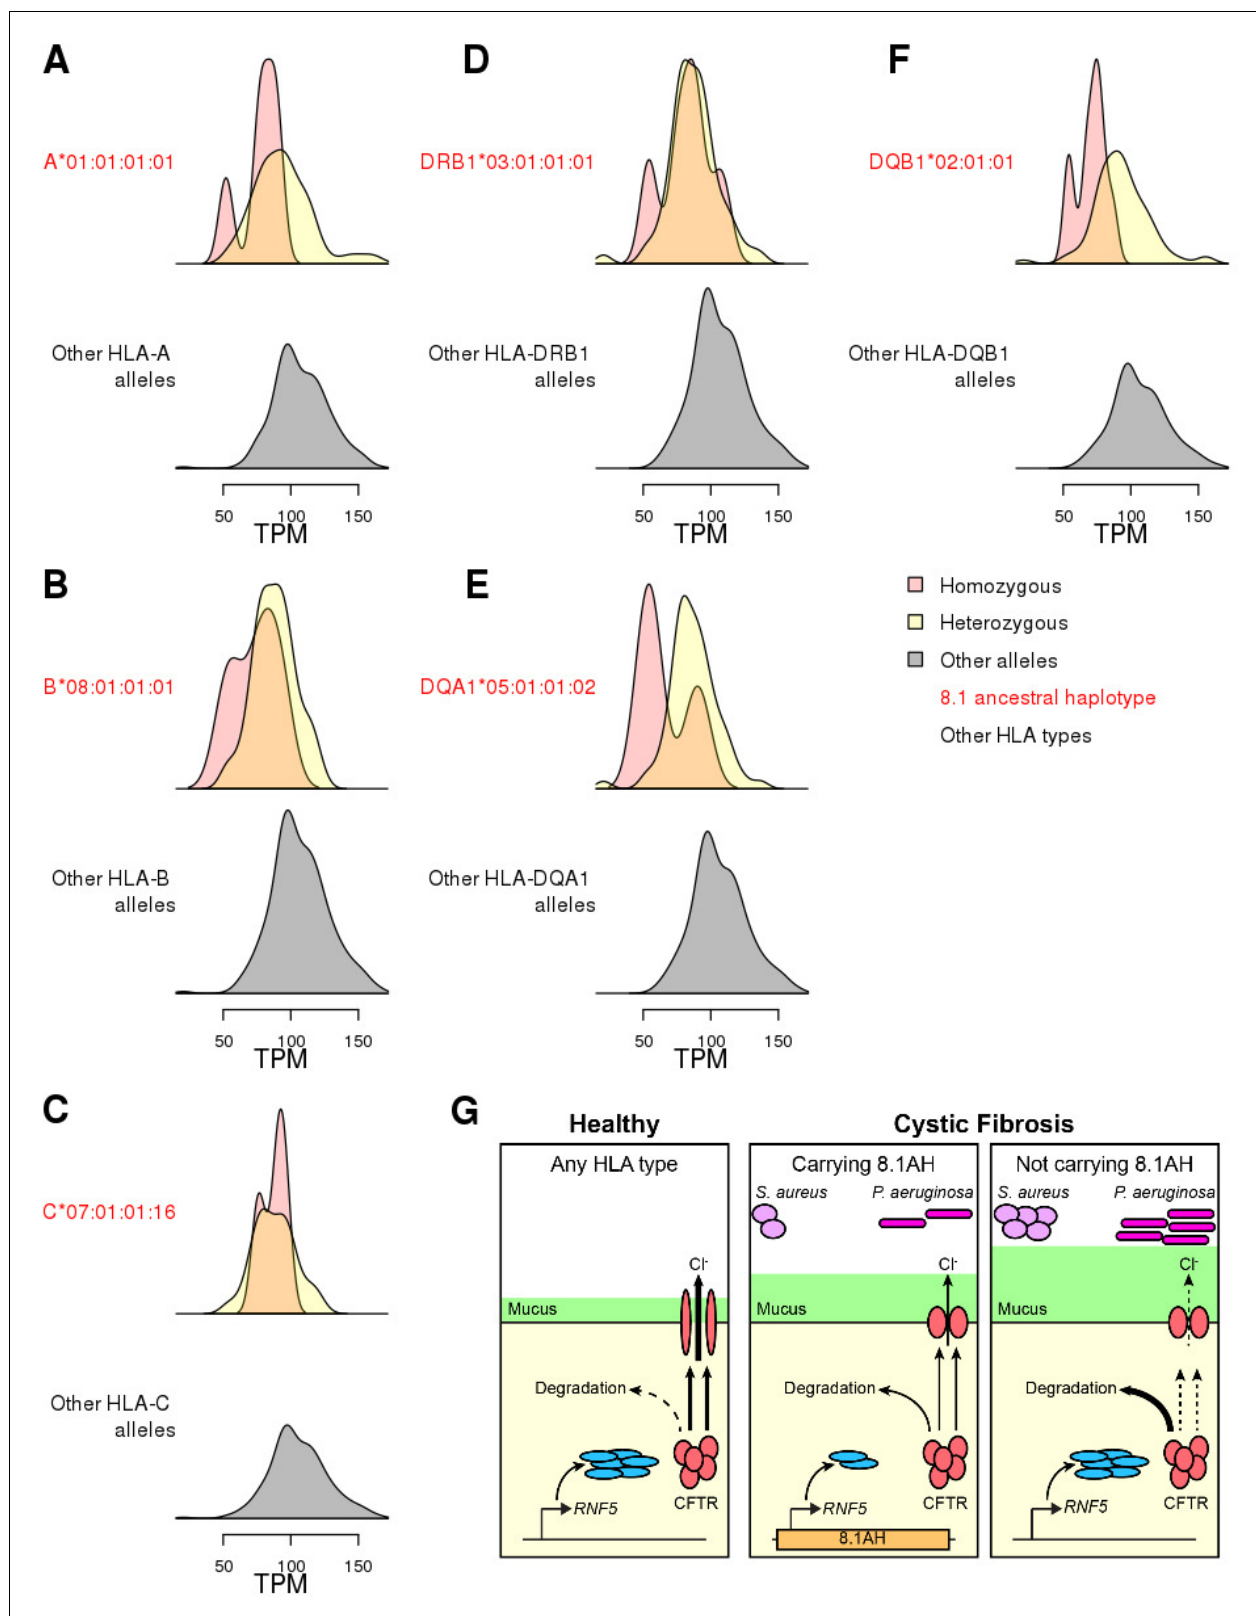 A
A*01:01:01:01
Other HLA-A
alleles
50 100 150
TPM
D
DRB1*03:01:01:01
Other HLA-DRB1
alleles
50 100 150
TPM
F
DQB1*02:01:01
Other HLA-DQB1
alleles
50 100 150
TPM
B
B*08:01:01:01
Other HLA-B
alleles
50 100 150
TPM
E
DQA1*05:01:01:02
Other HLA-DQA1
alleles
50 100 150
TPM
Homozygous
Heterozygous
Other alleles
8.1 ancestral haplotype
Other HLA types
C
C*07:01:01:16
Other HLA-C
alleles
50 100 150
TPM
G
Healthy
Any HLA type
Cl-
Mucus
Degradation
RNF5
CFTR
Cystic Fibrosis
Carrying 8.1AH
S. aureus P. aeruginosa
Cl-
Mucus
Degradation
RNF5
CFTR
8.1AH
Not carrying 8.1AH
S. aureus P. aeruginosa
Cl-
Mucus
Degradation
RNF5
CFTR